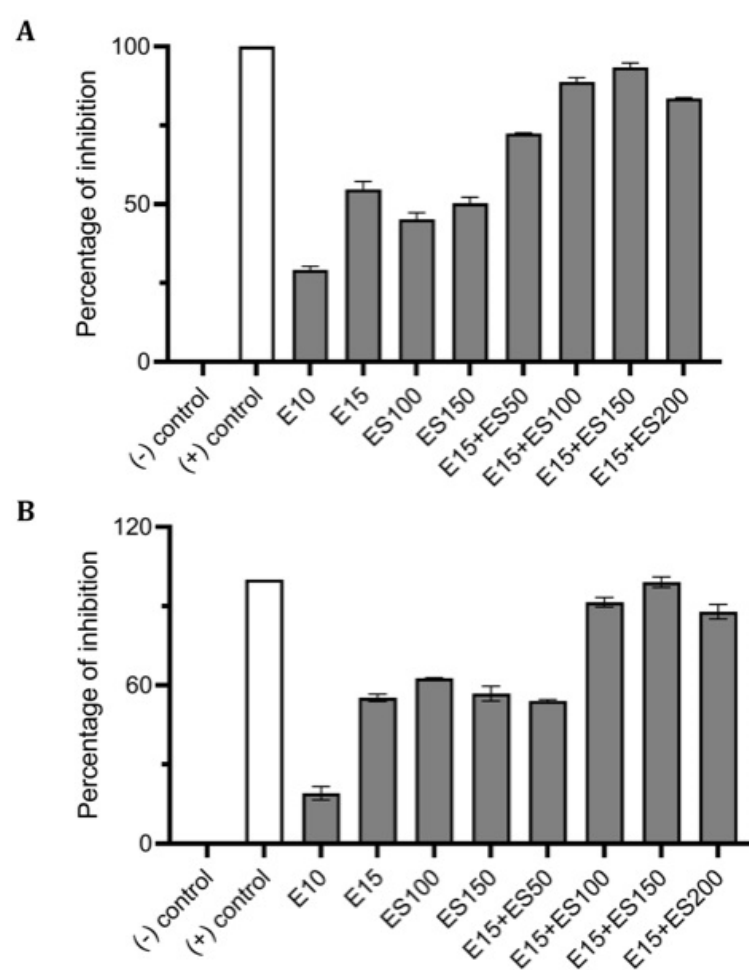 A
Percentage of inhibition
100
50
0
(-) control
(+) control
E10
E15
ES100
ES150
E15+ES50
E15+ES100
E15+ES150
E15+ES200
B
Percentage of inhibition
120
60
0
(-) control
(+) control
E10
E15
ES100
ES150
E15+ES50
E15+ES100
E15+ES150
E15+ES200